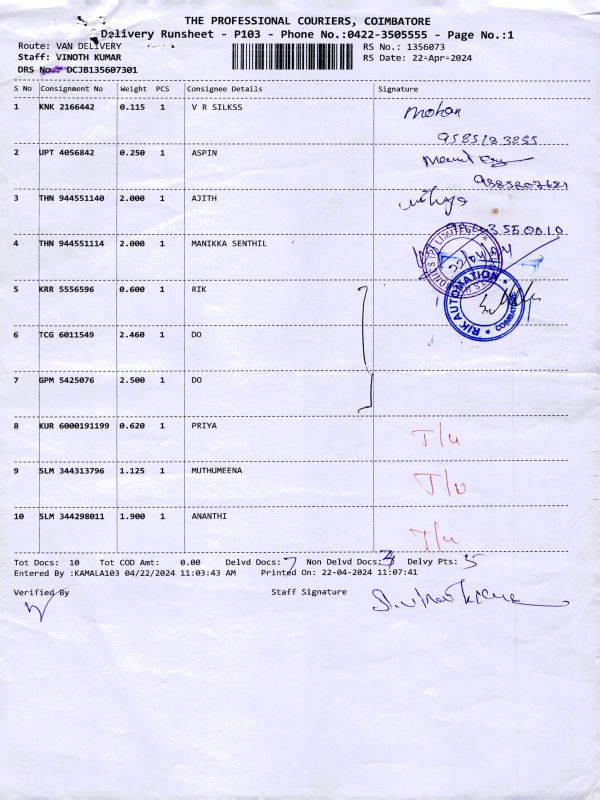 THE PROFESSIONAL COURIERS, COIMBATORE
Delivery Runsheet - P103 - Phone No.:0422-3505555 - Page No.:1
Route: VAN DELIVERY RS No.: 1356073
Staff: VINOTH KUMAR RS Date: 22-Apr-2024
DRS No.: DCJB135607301
S No Consignment No Weight PCS Consignee Details Signature
1 KNK 2166442 0.115 1 V R SILKSS Mohan
2 UPT 4056842 0.250 1 ASPIN
3 THN 944551140 2.000 1 AJITH
4 THN 944551114 2.000 1 MANIKKA SENTHIL 22/04/24
5 KRR 5556596 0.600 1 RIK RIK AUTOMATION COIMBATORE
6 TCG 6011549 2.460 1 DO
7 GPM 5425076 2.500 1 DO
8 KUR 6000191199 0.620 1 PRIYA T/U
9 SLM 344313796 1.125 1 MUTHUMEENA T/U
10 SLM 344298011 1.900 1 ANANTHI T/U
Tot Docs: 10 Tot COD Amt: 0.00 Delvd Docs: 7 Non Delvd Docs: 3 Delvy Pts: 5
Entered By :KAMALA103 04/22/2024 11:03:43 AM Printed On: 22-04-2024 11:07:41
Verified By Staff Signature